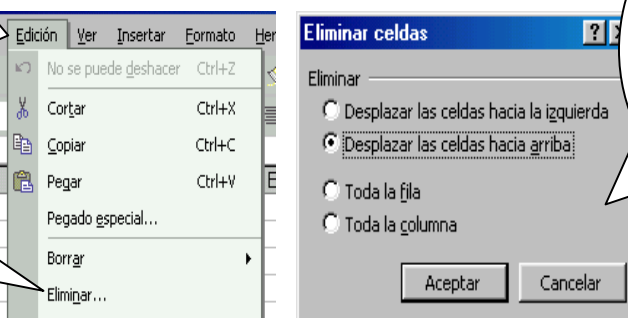 Edición Ver Insertar Formato Her
No se puede deshacer Ctrl+Z
Cortar Ctrl+X
Copiar Ctrl+C
Pegar Ctrl+V
Pegado especial...
Borrar
Eliminar...
Eliminar celdas ?
Eliminar
Desplazar las celdas hacia la izquierda
Desplazar las celdas hacia arriba
Toda la fila
Toda la columna
Aceptar Cancelar